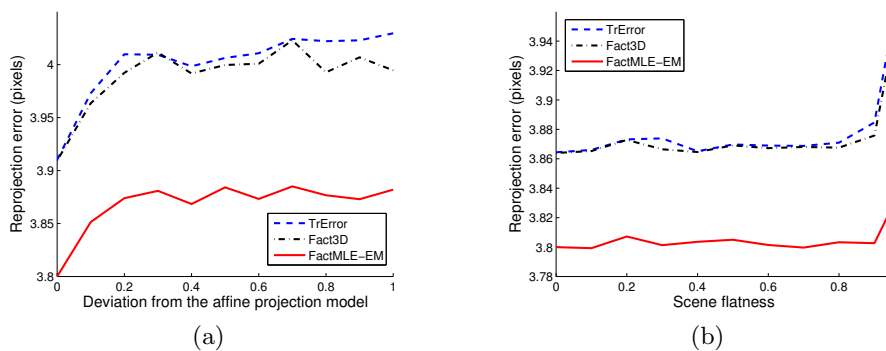 4
3.95
3.9
3.85
3.8
0
0.2
0.4
0.6
0.8
1
Reprojection error (pixels)
Deviation from the affine projection model
TrError
Fact3D
FactMLE−EM
(a)
3.94
3.92
3.9
3.88
3.86
3.84
3.82
3.8
3.78
0
0.2
0.4
0.6
0.8
Reprojection error (pixels)
Scene flatness
TrError
Fact3D
FactMLE−EM
(b)